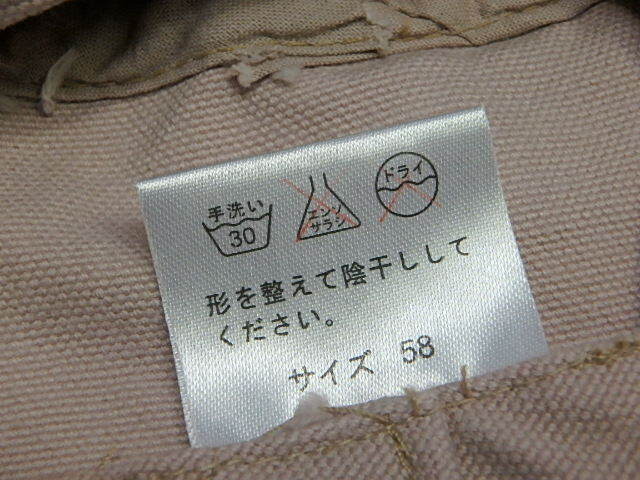 手洗い
30
エンソ
サラシ
ドライ
形を整えて陰干しして
ください。
サイズ 58